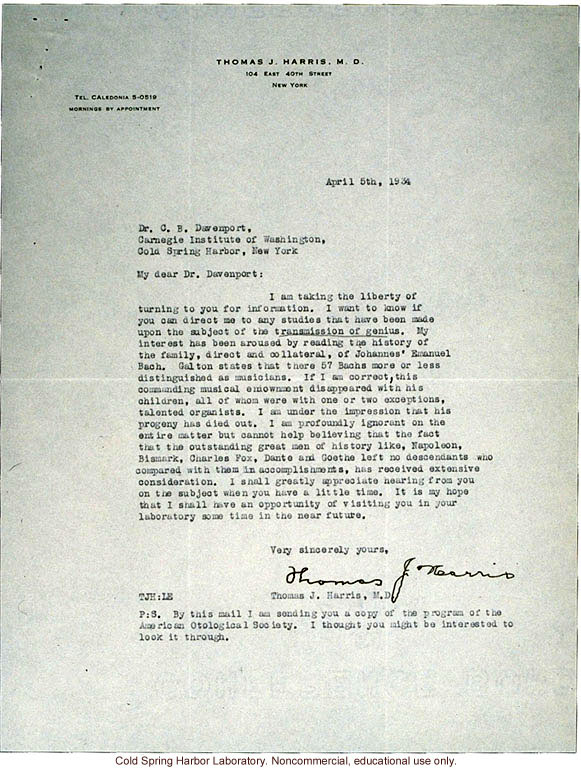 THOMAS J. HARRIS, M. D.
104 EAST 40TH STREET
NEW YORK
TEL. CALEDONIA 5-0519
MORNINGS BY APPOINTMENT
April 5th, 1934
Dr. C. B. Davenport,
Carnegie Institute of Washington,
Cold Spring Harbor, New York
My dear Dr. Davenport:
I am taking the liberty of
turning to you for information. I want to know if
you can direct me to any studies that have been made
upon the subject of the transmission of genius. My
interest has been aroused by reading the history of
the family, direct and collateral, of Johannes' Emanuel
Bach. Galton states that there 57 Bachs more or less
distinguished as musicians. If I am correct, this
commanding musical endowment disappeared with his
children, all of whom were with one or two exceptions,
talented organists. I am under the impression that his
progeny has died out. I am profoundly ignorant on the
entire matter but cannot help believing that the fact
that the outstanding great men of history like, Napoleon,
Bismark, Charles Fox, Dante and Goethe left no descendants who
compared with them in accomplishments, has received extensive
consideration. I shall greatly appreciate hearing from you
on the subject when you have a little time. It is my hope
that I shall have an opportunity of visiting you in your
laboratory some time in the near future.
Very sincerely yours,
Thomas J. Harris
TJH:LE Thomas J. Harris, M.D.
P:S. By this mail I am sending you a copy of the program of the
American Otological Society. I thought you might be interested to
look it through.
Cold Spring Harbor Laboratory. Noncommercial, educational use only.